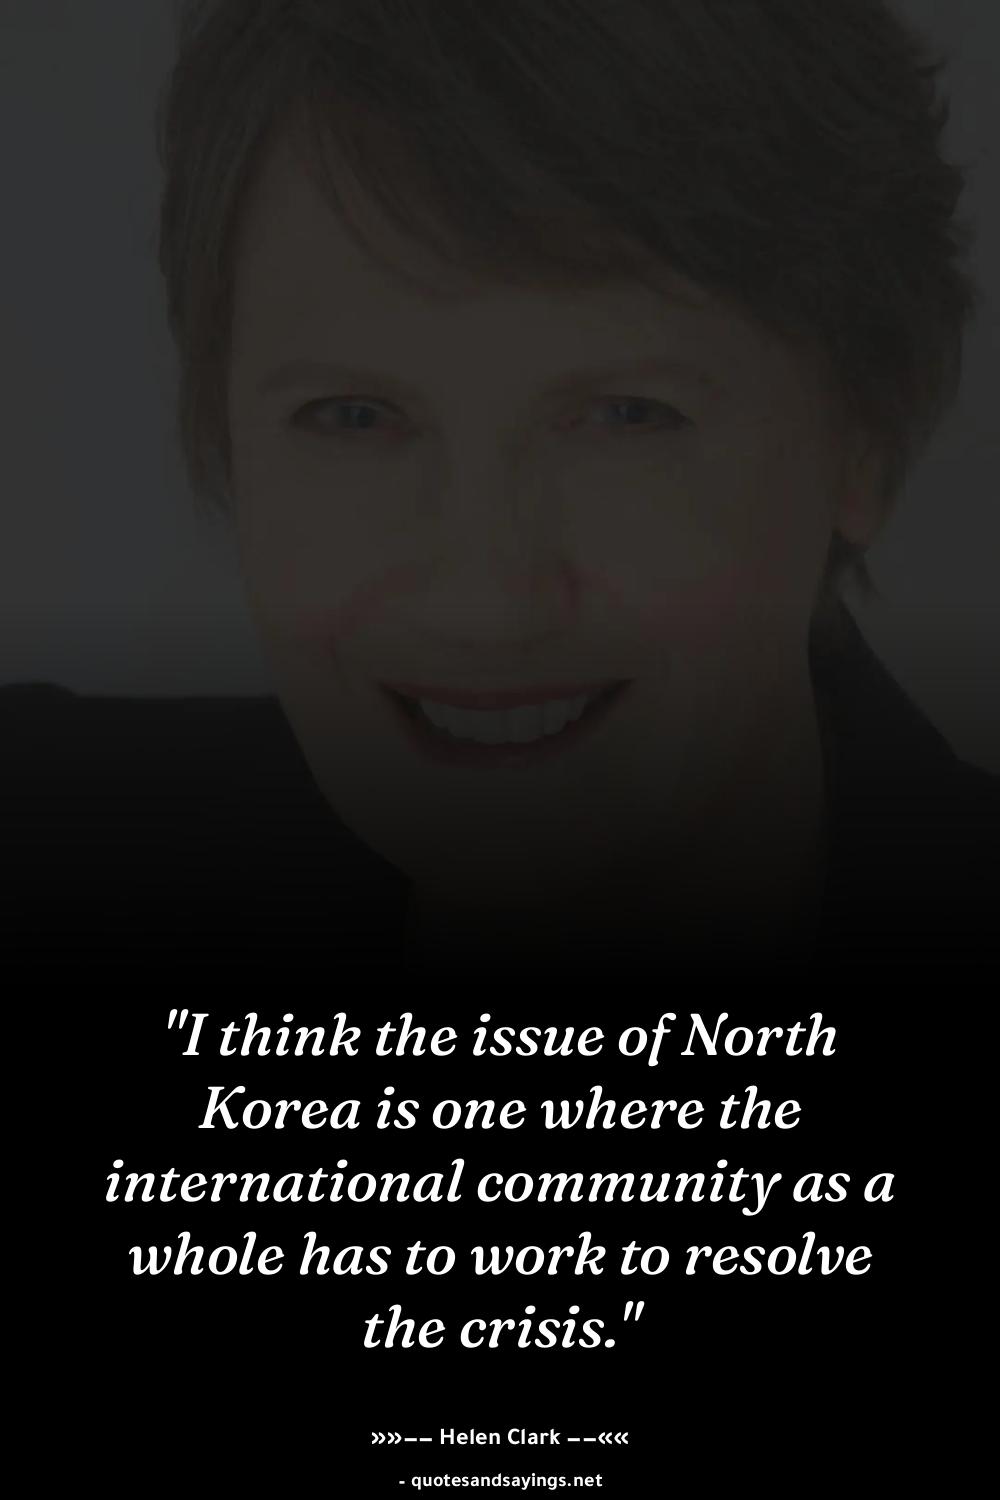 "I think the issue of North
Korea is one where the
international community as a
whole has to work to resolve
the crisis."
»»−− Helen Clark −−««
- quotesandsayings.net